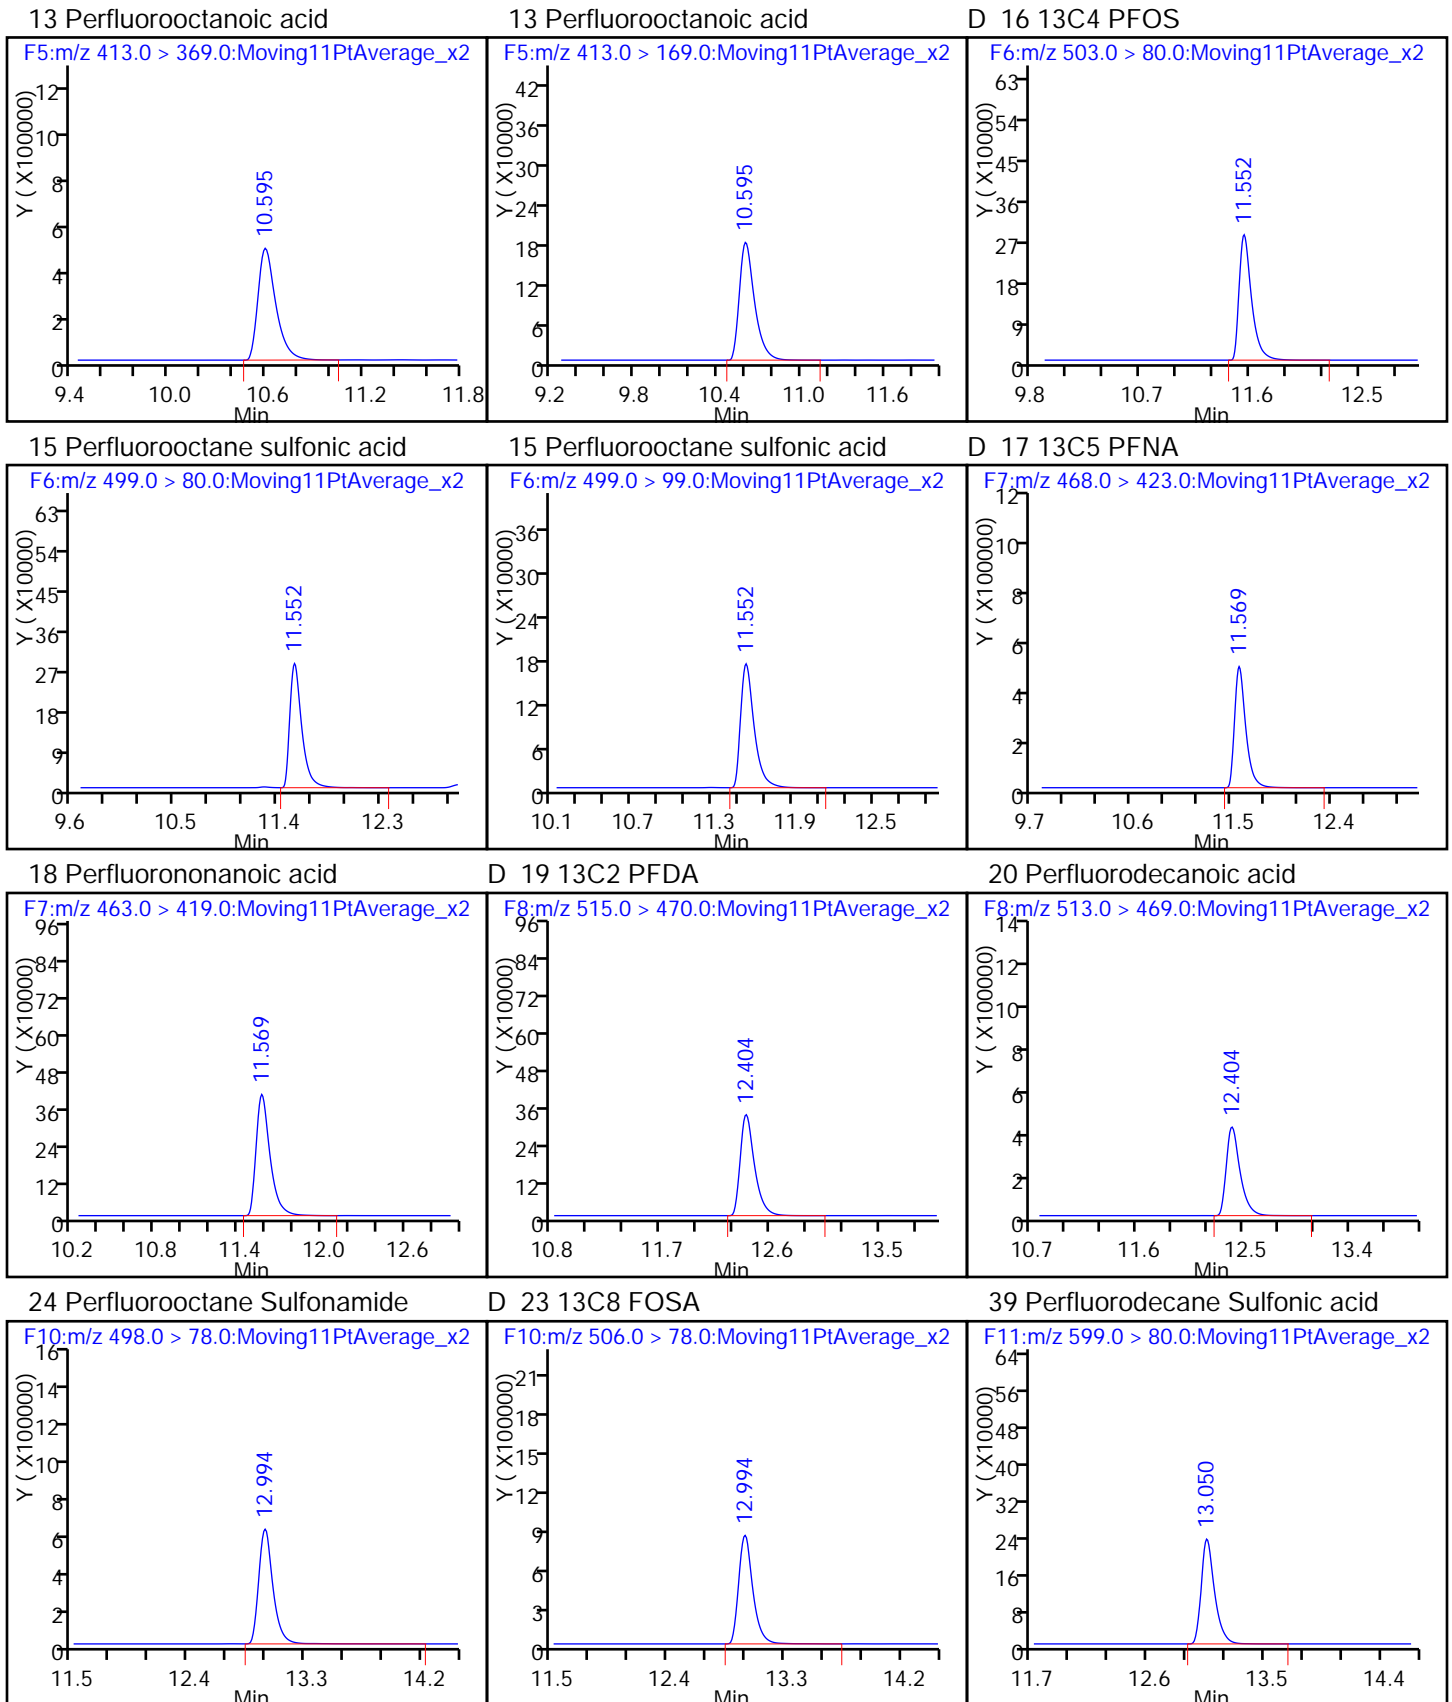 13 Perfluorooctanoic acid
F5:m/z 413.0 > 369.0:Moving11PtAverage_x2
Y ( X100000)
12
10
8
6
4
2
0
10.595
9.4 10.0 10.6 11.2 11.8
Min
13 Perfluorooctanoic acid
F5:m/z 413.0 > 169.0:Moving11PtAverage_x2
Y ( X10000)
42
36
30
24
18
12
6
0
10.595
9.2 9.8 10.4 11.0 11.6
Min
D 16 13C4 PFOS
F6:m/z 503.0 > 80.0:Moving11PtAverage_x2
Y ( X10000)
63
54
45
36
27
18
9
0
11.552
9.8 10.7 11.6 12.5
Min
15 Perfluorooctane sulfonic acid
F6:m/z 499.0 > 80.0:Moving11PtAverage_x2
Y ( X10000)
63
54
45
36
27
18
9
0
11.552
9.6 10.5 11.4 12.3
Min
15 Perfluorooctane sulfonic acid
F6:m/z 499.0 > 99.0:Moving11PtAverage_x2
Y ( X10000)
36
30
24
18
12
6
0
11.552
10.1 10.7 11.3 11.9 12.5
Min
D 17 13C5 PFNA
F7:m/z 468.0 > 423.0:Moving11PtAverage_x2
Y ( X100000)
12
10
8
6
4
2
0
11.569
9.7 10.6 11.5 12.4
Min
18 Perfluorononanoic acid
F7:m/z 463.0 > 419.0:Moving11PtAverage_x2
Y ( X10000)
96
84
72
60
48
36
24
12
0
11.569
10.2 10.8 11.4 12.0 12.6
Min
D 19 13C2 PFDA
F8:m/z 515.0 > 470.0:Moving11PtAverage_x2
Y ( X10000)
96
84
72
60
48
36
24
12
0
12.404
10.8 11.7 12.6 13.5
Min
20 Perfluorodecanoic acid
F8:m/z 513.0 > 469.0:Moving11PtAverage_x2
Y ( X100000)
14
12
10
8
6
4
2
0
12.404
10.7 11.6 12.5 13.4
Min
24 Perfluorooctane Sulfonamide
F10:m/z 498.0 > 78.0:Moving11PtAverage_x2
Y ( X100000)
16
14
12
10
8
6
4
2
0
12.994
11.5 12.4 13.3 14.2
Min
D 23 13C8 FOSA
F10:m/z 506.0 > 78.0:Moving11PtAverage_x2
Y ( X100000)
21
18
15
12
9
6
3
0
12.994
11.5 12.4 13.3 14.2
Min
39 Perfluorodecane Sulfonic acid
F11:m/z 599.0 > 80.0:Moving11PtAverage_x2
Y ( X10000)
64
56
48
40
32
24
16
8
0
13.050
11.7 12.6 13.5 14.4
Min